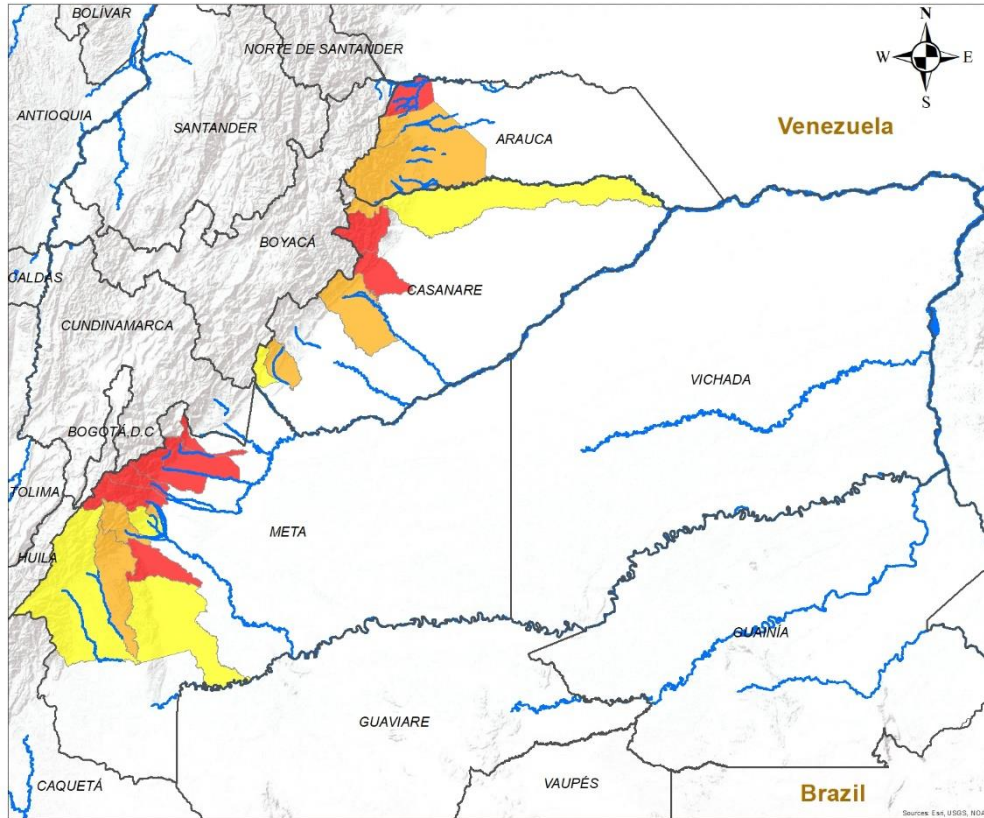 BOLÍVAR
NORTE DE SANTANDER
N
W
E
S
ANTIOQUIA
SANTANDER
ARAUCA
Venezuela
BOYACÁ
CALDAS
CASANARE
CUNDINAMARCA
VICHADA
BOGOTÁ D.C
TOLIMA
META
HUILA
GUAINÍA
GUAVIARE
CAQUETÁ
VAUPÉS
Brazil
Sources: Esri, USGS, NOA